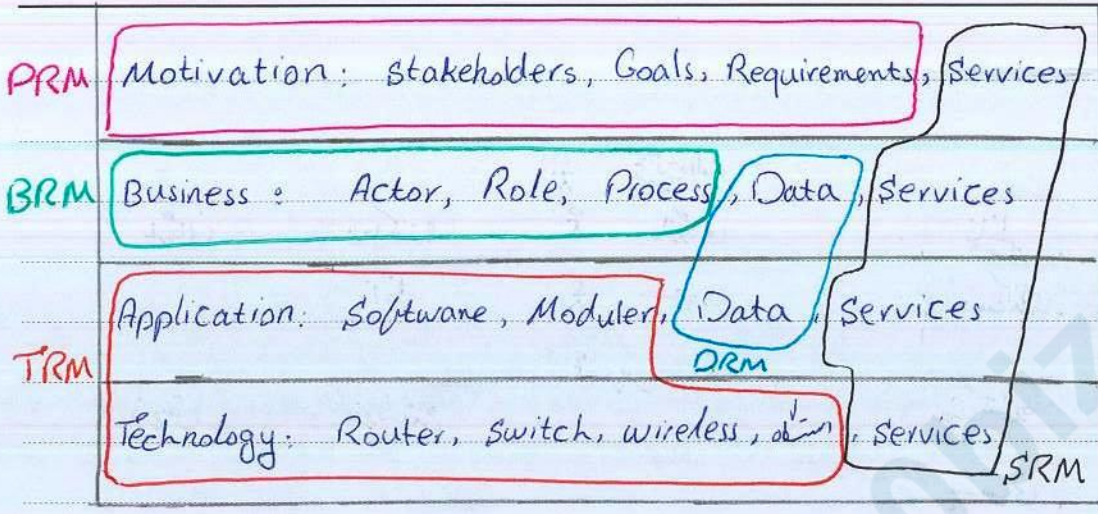 PRM Motivation: Stakeholders, Goals, Requirements, Services
BRM Business: Actor, Role, Process, Data, Services
Application: Software, Moduler, Data, Services
TRM DRM
Technology: Router, Switch, wireless, , Services
SRM